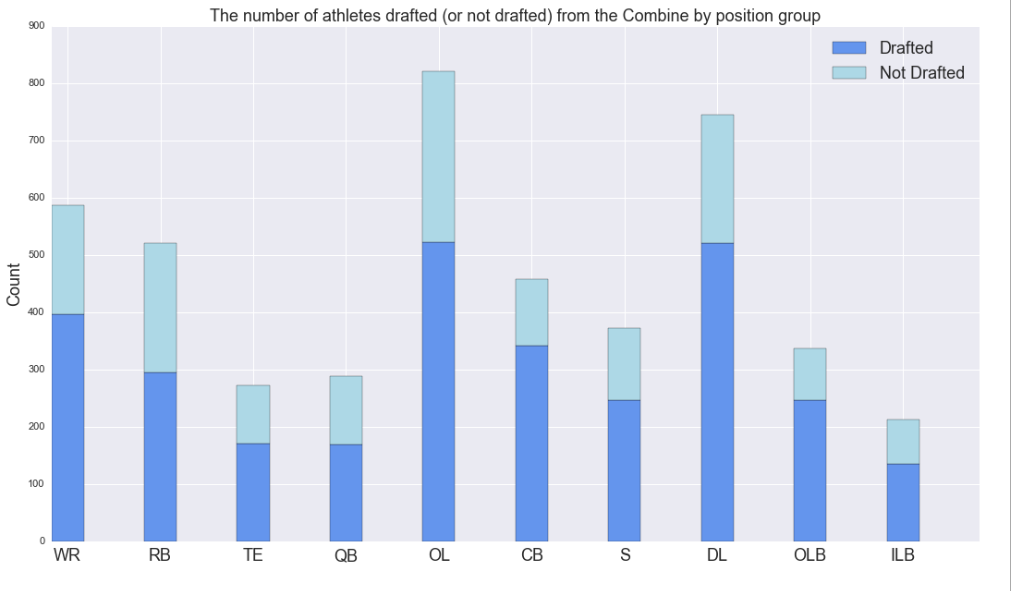 The number of athletes drafted (or not drafted) from the Combine by position group
Drafted
Not Drafted
Count
900
800
700
600
500
400
300
200
100
0
WR RB TE QB OL CB S DL OLB ILB